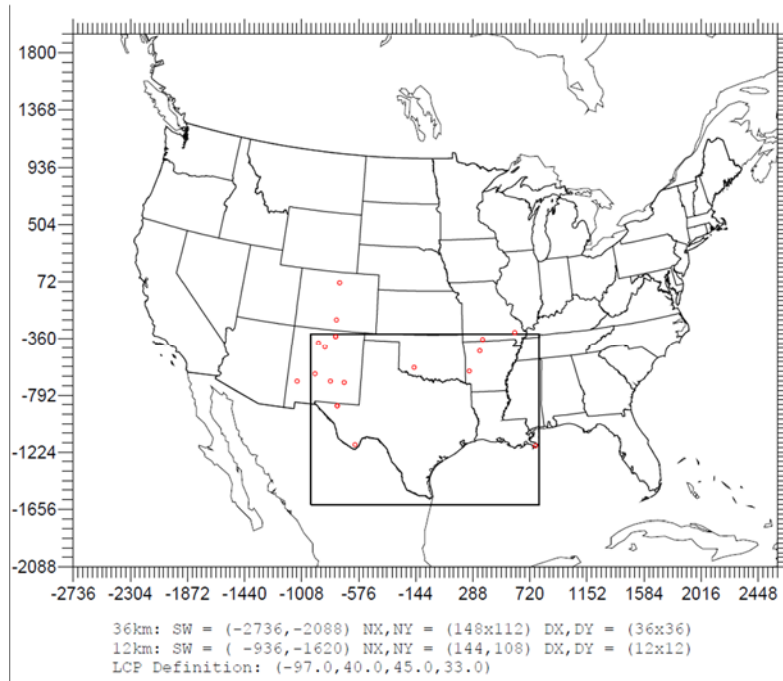 1800
1368
936
504
72
-360
-792
-1224
-1656
-2088
-2736 -2304 -1872 -1440 -1008 -576 -144 288 720 1152 1584 2016 2448
36km: SW = (-2736,-2088) NX,NY = (148x112) DX,DY = (36x36)
12km: SW = ( -936,-1620) NX,NY = (144,108) DX,DY = (12x12)
LCP Definition: (-97.0,40.0,45.0,33.0)